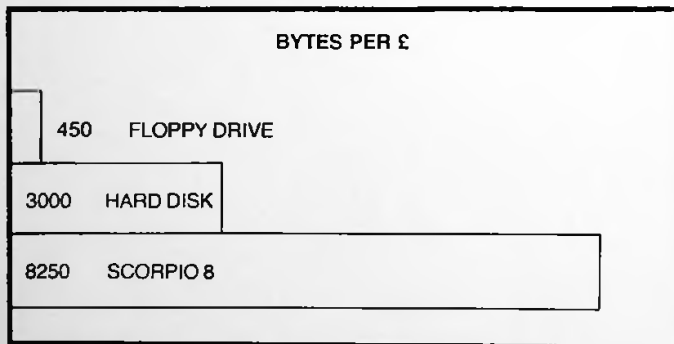 BYTES PER £
450 FLOPPY DRIVE
3000 HARD DISK
8250 SCORPIO 8